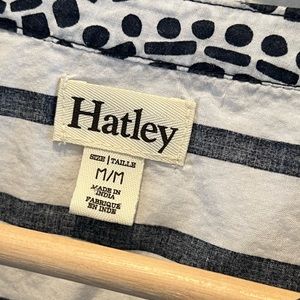 Hatley
SIZE | TAILLE
M/M
MADE IN
INDIA
FABRIQUÉ
EN INDE